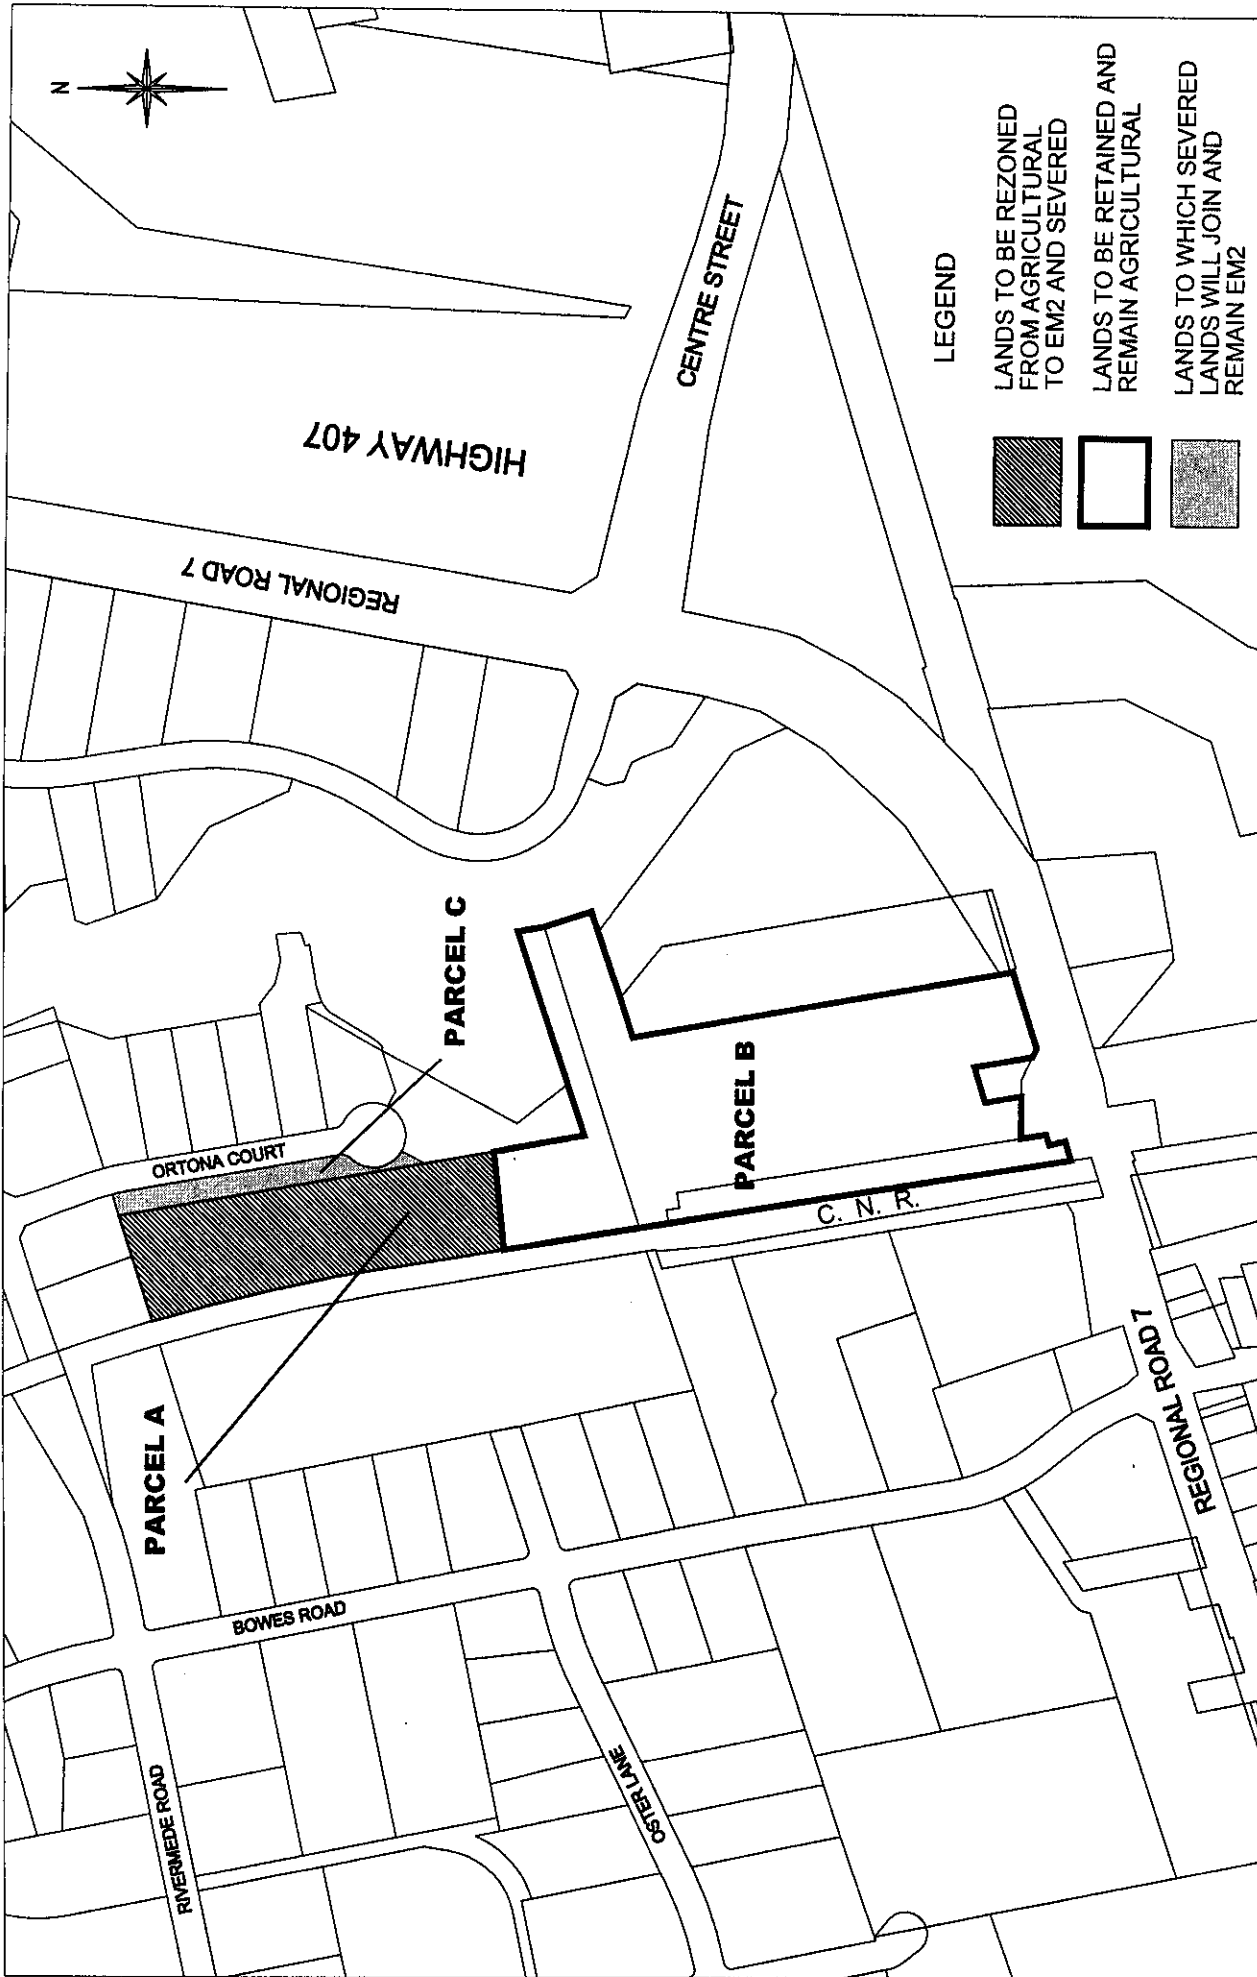 N
HIGHWAY 407
REGIONAL ROAD 7
CENTRE STREET
PARCEL C
ORTONA COURT
PARCEL B
C. N. R.
PARCEL A
BOWES ROAD
RIVERMEDE ROAD
OSTER LANE
REGIONAL ROAD 7
LEGEND
LANDS TO BE REZONED
FROM AGRICULTURAL
TO EM2 AND SEVERED
LANDS TO BE RETAINED AND
REMAIN AGRICULTURAL
LANDS TO WHICH SEVERED
LANDS WILL JOIN AND
REMAIN EM2